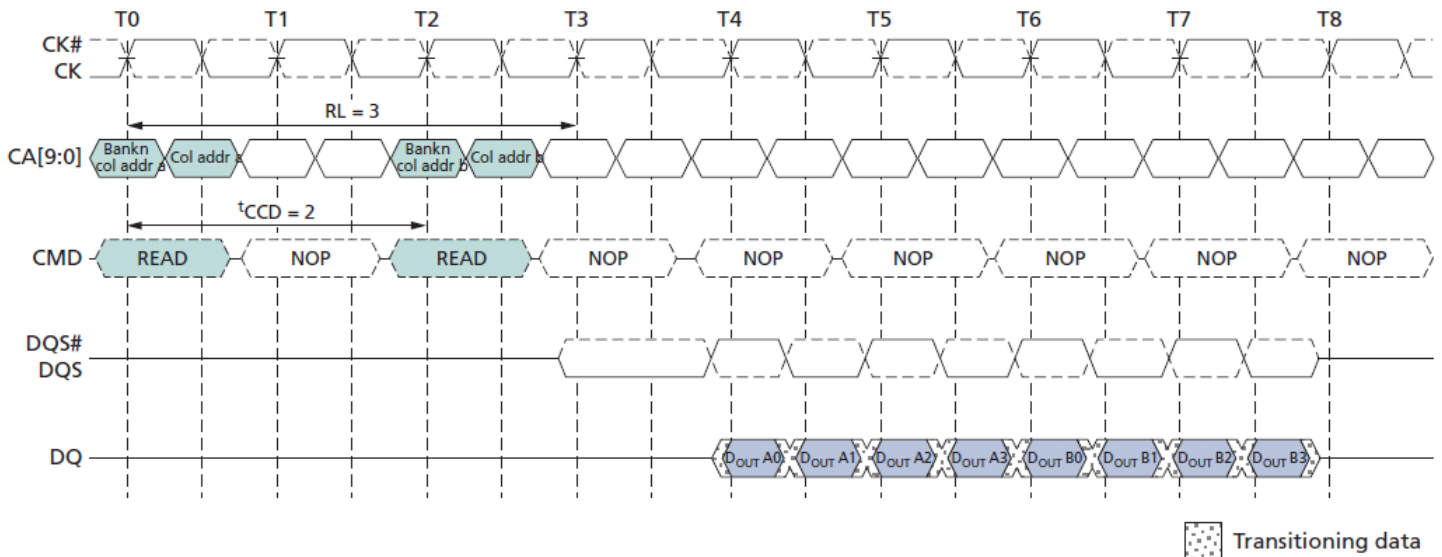 T0 T1 T2 T3 T4 T5 T6 T7 T8
CK#
CK
RL = 3
CA[9:0]
Bankn
col addr a
Col addr a
Bankn
col addr b
Col addr b
tCCD = 2
CMD READ NOP READ NOP NOP NOP NOP NOP NOP
DQS#
DQS
DQ DOUT A0 DOUT A1 DOUT A2 DOUT A3 DOUT B0 DOUT B1 DOUT B2 DOUT B3
Transitioning data